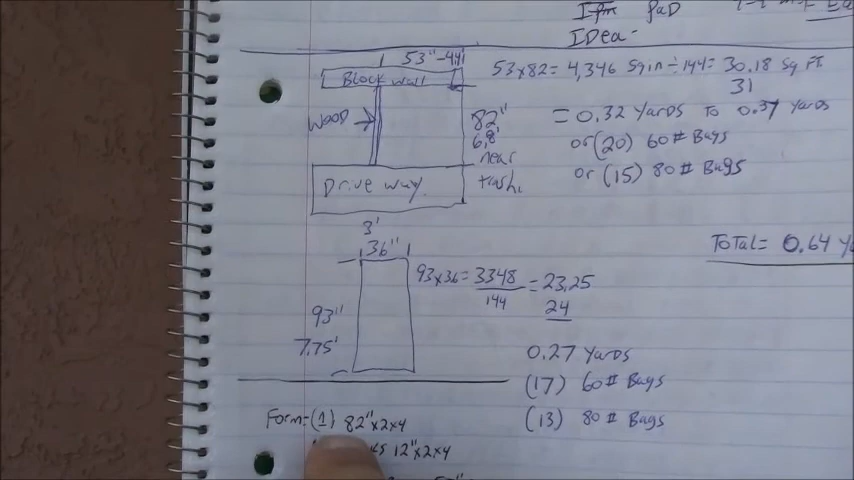 PAD
IDea-
53"-44"
53x82= 4,346 Sqin÷144= 30.18 Sq Ft
31
Block wall
WOOD
82"
6.8'
near
trash.
= 0.32 Yards To 0.37 Yards
or (20) 60# Bags
or (15) 80# Bags
Drive way.
Total= 0.64
3'
36"
93x36= 3348 = 23.25
144
24
93"
7.75'
0.27 Yards
(17) 60# Bags
(13) 80# Bags
Form=(1) 82"x2x4
12"x2x4